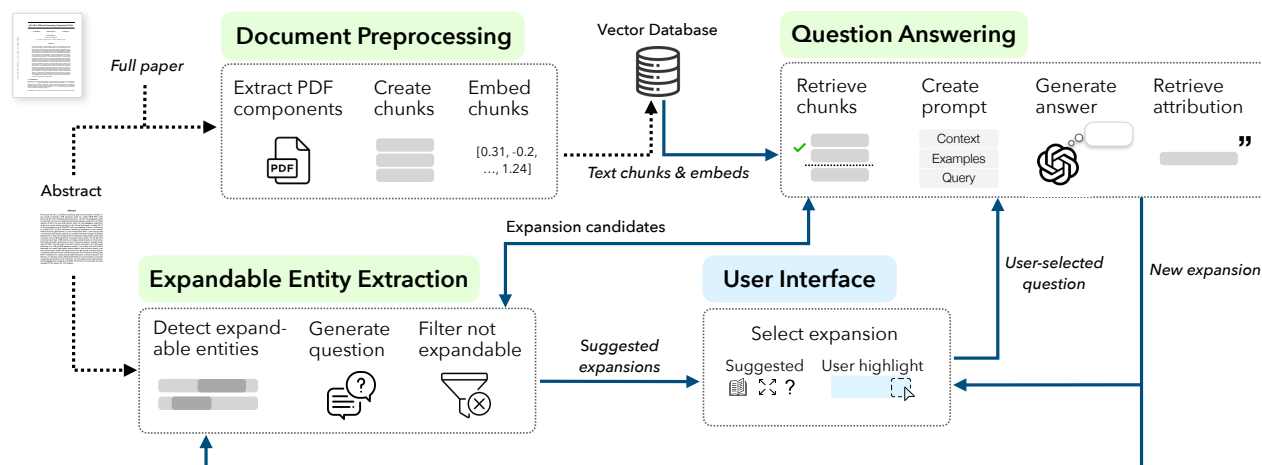 Document Preprocessing
Vector Database
Question Answering
Full paper
Extract PDF
components
Create
chunks
Embed
chunks
PDF
[0.31, -0.2,
..., 1.24]
Retrieve
chunks
Create
prompt
Context
Examples
Query
Generate
answer
Retrieve
attribution
”
Text chunks & embeds
Abstract
Expansion candidates
Expandable Entity Extraction
User Interface
User-selected
question
New expansion
Detect expand-
able entities
Generate
question
?
Filter not
expandable
Suggested
expansions
Select expansion
Suggested
?
User highlight